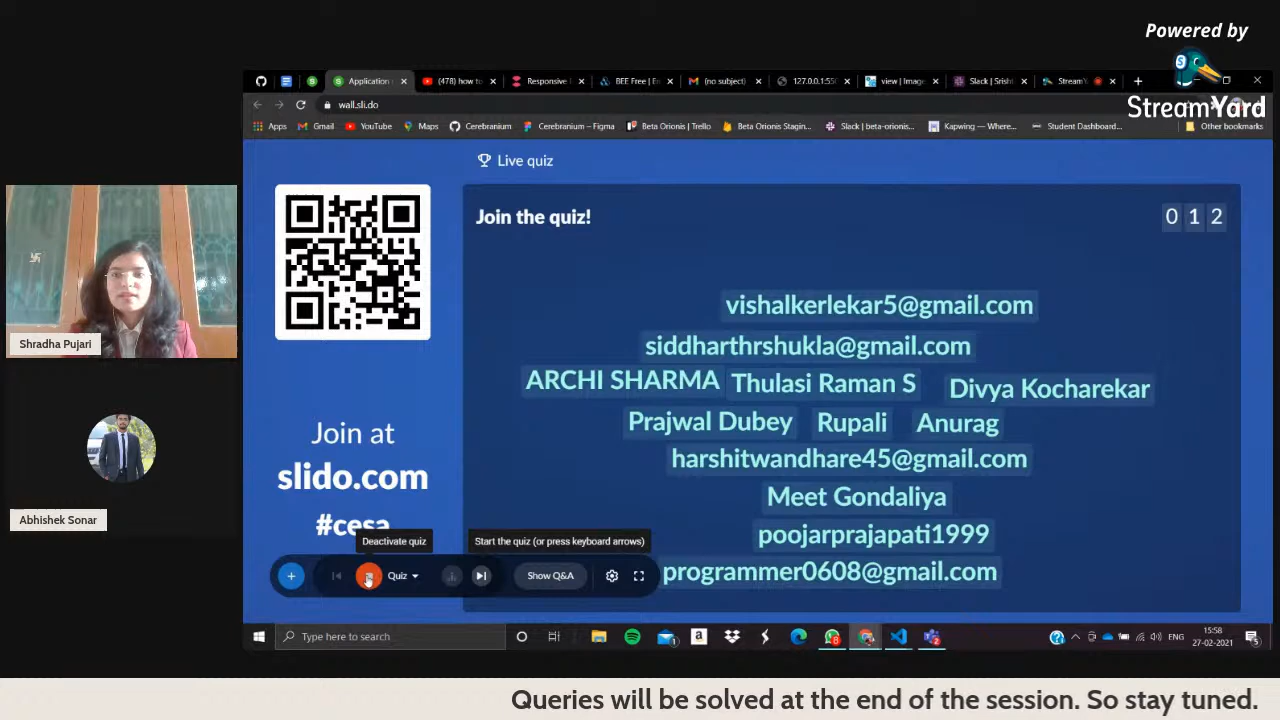 Powered by
StreamYard
Application
(478) how to
Responsive
BEE Free | E
(no subject)
127.0.0.1:550
view | Image
Slack | Srishti
StreamY
wall.sli.do
Apps
Gmail
YouTube
Maps
Cerebranium
Cerebranium – Figma
Beta Orionis | Trello
Beta Orionis Stagin...
Slack | beta-orionis...
Kapwing — Where...
Student Dashboard...
Other bookmarks
Live quiz
Join the quiz!
0 1 2
vishalkerlekar5@gmail.com
siddharthrshukla@gmail.com
ARCHI SHARMA Thulasi Raman S Divya Kocharekar
Prajwal Dubey Rupali Anurag
harshitwandhare45@gmail.com
Meet Gondaliya
poojarprajapati1999
programmer0608@gmail.com
Join at
slido.com
#cesa
Deactivate quiz
Start the quiz (or press keyboard arrows)
Quiz
Show Q&A
Shradha Pujari
Abhishek Sonar
Type here to search
ENG
15:58
27-02-2021
Queries will be solved at the end of the session. So stay tuned.